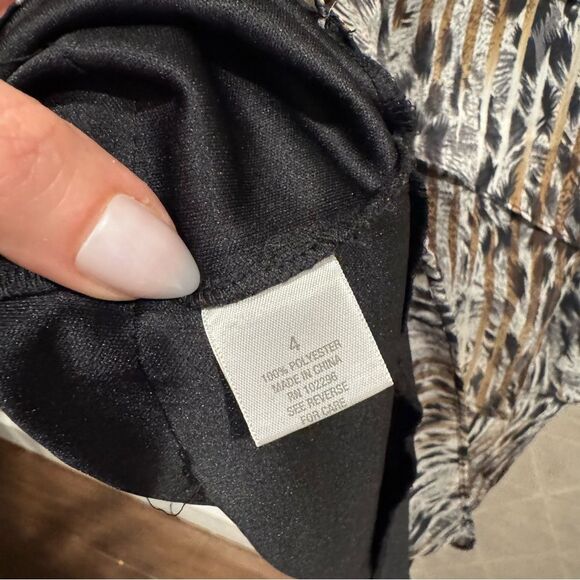 4
100% POLYESTER
MADE IN CHINA
RN 102296
SEE REVERSE
FOR CARE